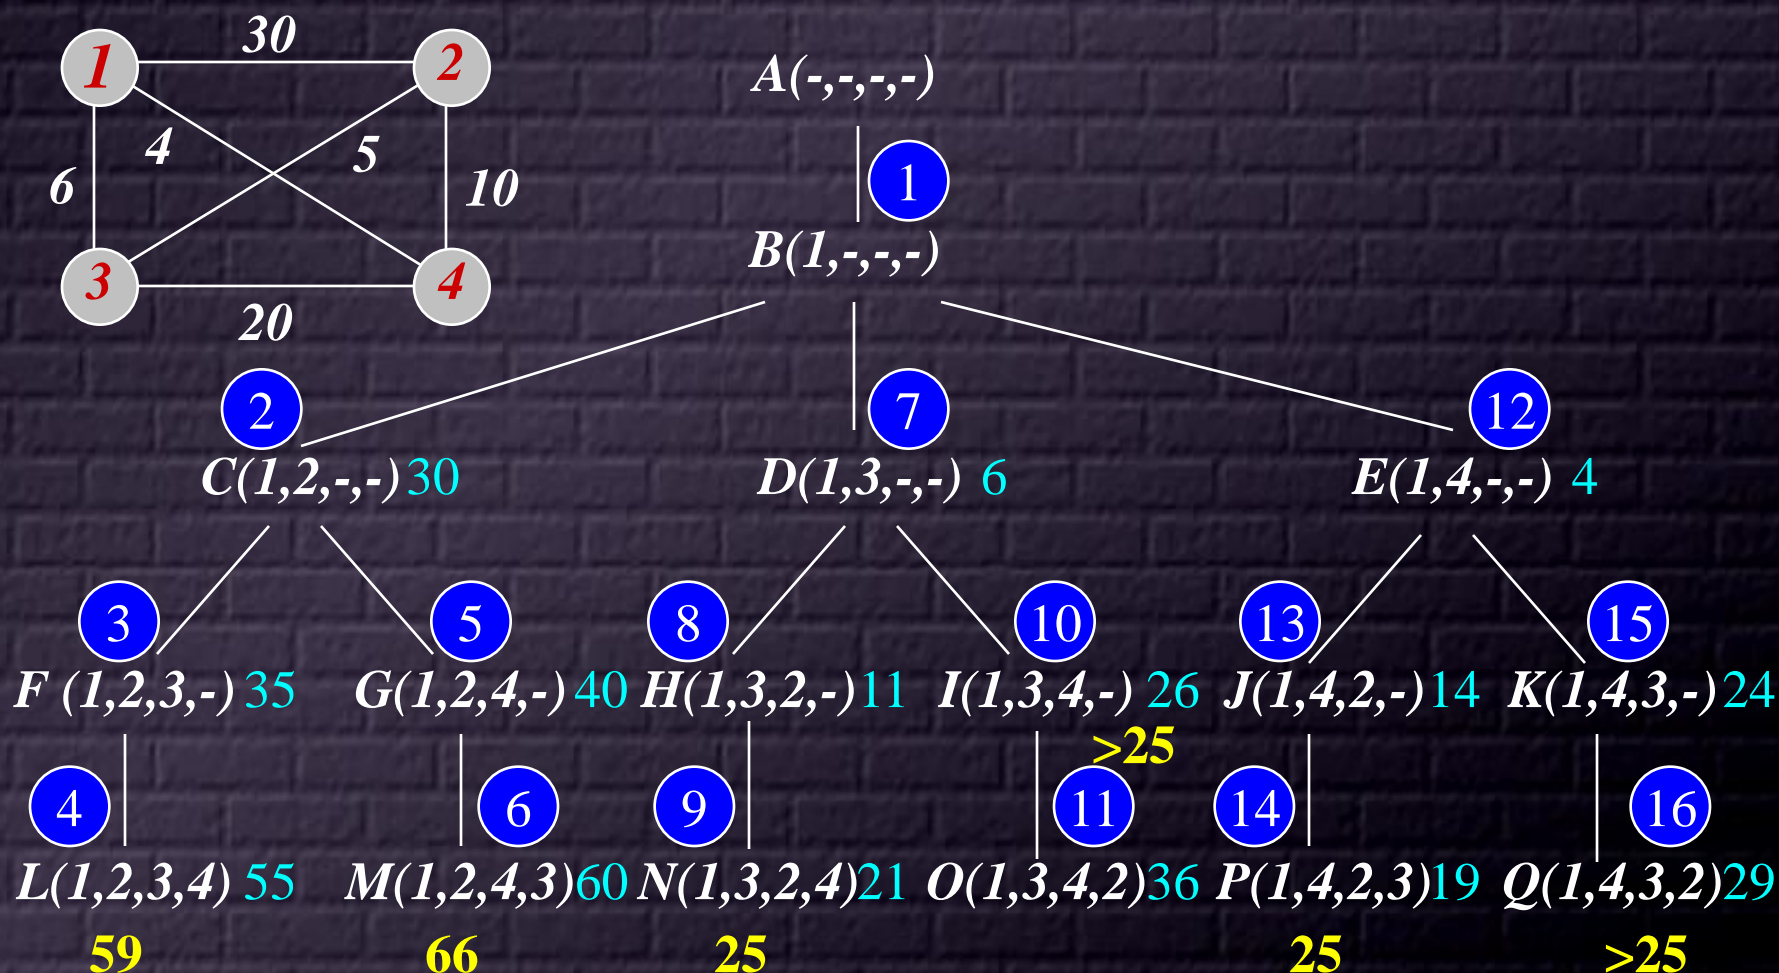 30
1 2
4 5
6 10
3 4
20
A(-,-,-,-)
1
B(1,-,-,-)
2 7 12
C(1,2,-,-) 30 D(1,3,-,-) 6 E(1,4,-,-) 4
3 5 8 10 13 15
F (1,2,3,-) 35 G(1,2,4,-) 40 H(1,3,2,-) 11 I(1,3,4,-) 26 J(1,4,2,-) 14 K(1,4,3,-) 24
>25
4 6 9 11 14 16
L(1,2,3,4) 55 M(1,2,4,3) 60 N(1,3,2,4) 21 O(1,3,4,2) 36 P(1,4,2,3) 19 Q(1,4,3,2) 29
59 66 25 25 >25